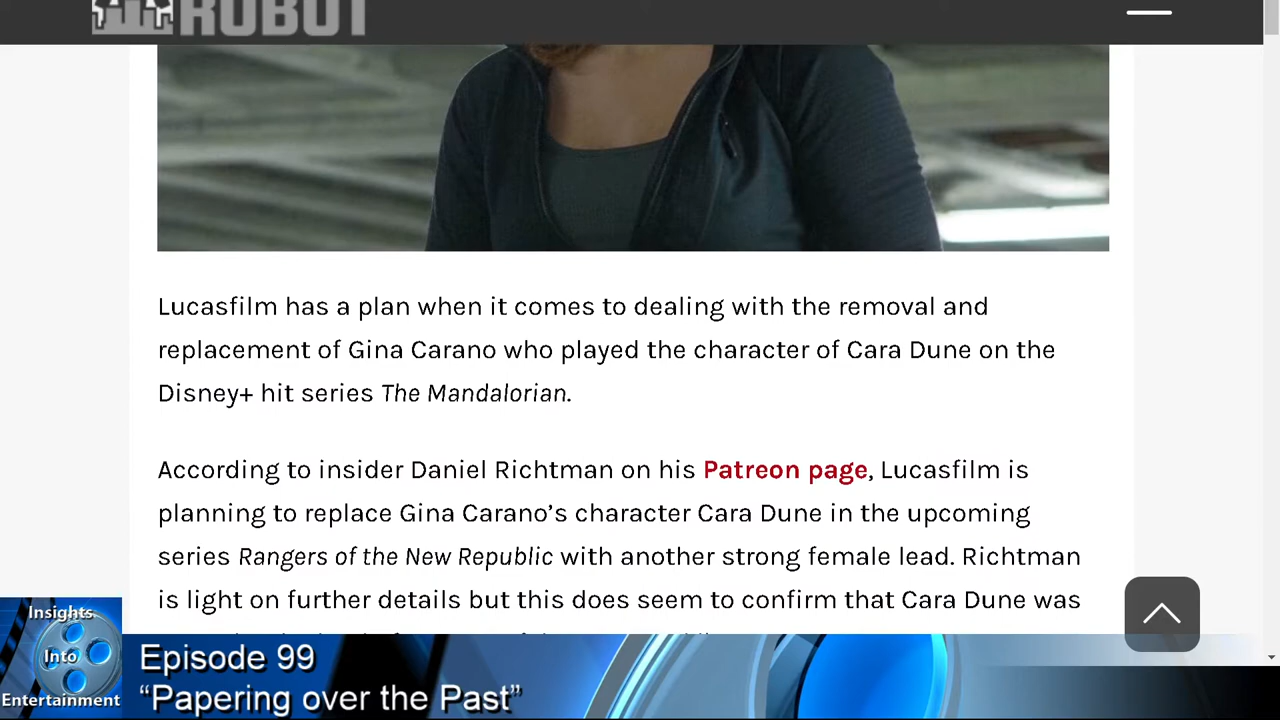 ROBOT
Lucasfilm has a plan when it comes to dealing with the removal and
replacement of Gina Carano who played the character of Cara Dune on the
Disney+ hit series The Mandalorian.
According to insider Daniel Richtman on his Patreon page, Lucasfilm is
planning to replace Gina Carano’s character Cara Dune in the upcoming
series Rangers of the New Republic with another strong female lead. Richtman
is light on further details but this does seem to confirm that Cara Dune was
Insights
Into
Entertainment
Episode 99
“Papering over the Past”